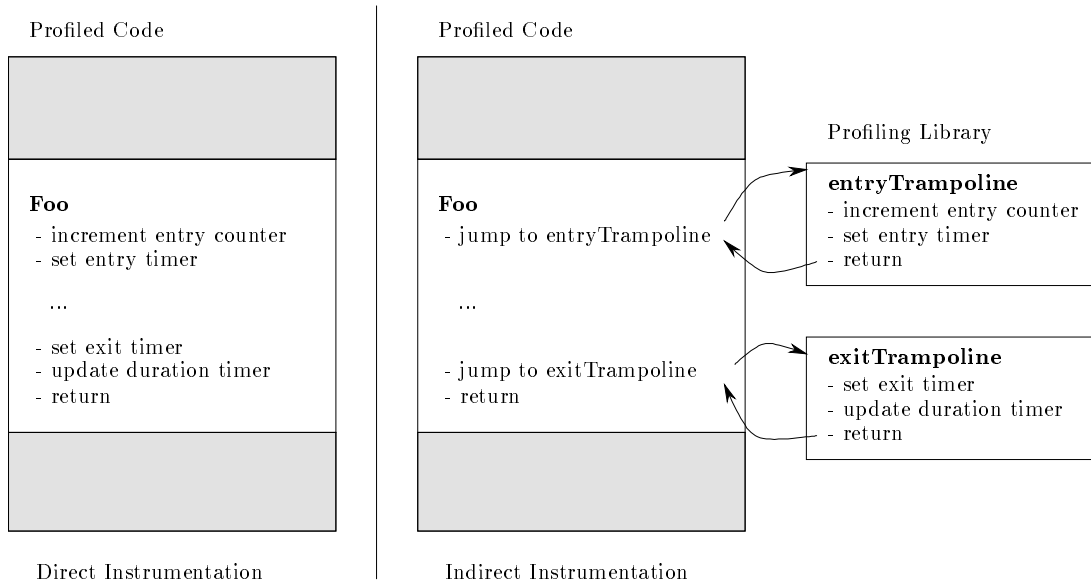 Profiled Code
Foo
- increment entry counter
- set entry timer
...
- set exit timer
- update duration timer
- return
Direct Instrumentation
Profiled Code
Foo
- jump to entryTrampoline
...
- jump to exitTrampoline
- return
Indirect Instrumentation
Profiling Library
entryTrampoline
- increment entry counter
- set entry timer
- return
exitTrampoline
- set exit timer
- update duration timer
- return